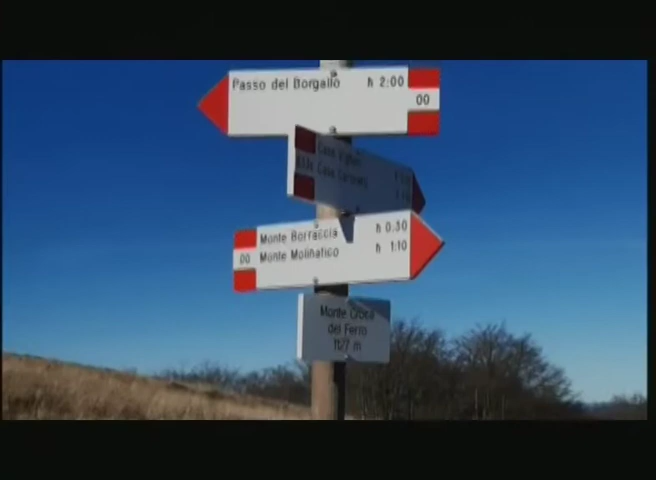 Passo del Borgallo h 2:00
00
Monte Borraccia h 0.30
00 Monte Molinatico h 1:10
Monte Croce
del Ferro
m